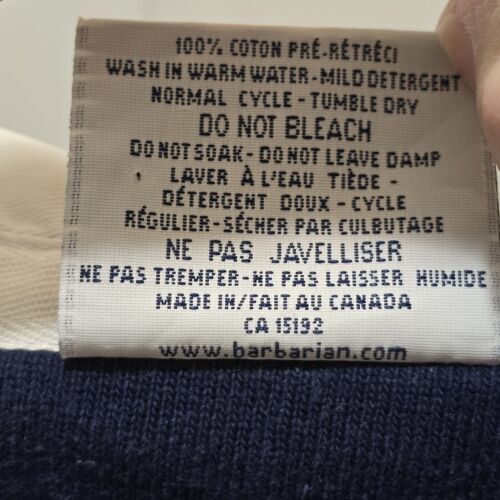 100% COTON PRÉ-RÉTRÉCI
WASH IN WARM WATER-MILD DETERGENT
NORMAL CYCLE-TUMBLE DRY
DO NOT BLEACH
DO NOT SOAK-DO NOT LEAVE DAMP
LAVER À L'EAU TIÈDE -
DÉTERGENT DOUX-CYCLE
RÉGULIER-SÉCHER PAR CULBUTAGE
NE PAS JAVELLISER
NE PAS TREMPER-NE PAS LAISSER HUMIDE
MADE IN/FAIT AU CANADA
CA 15192
www.barbarian.com